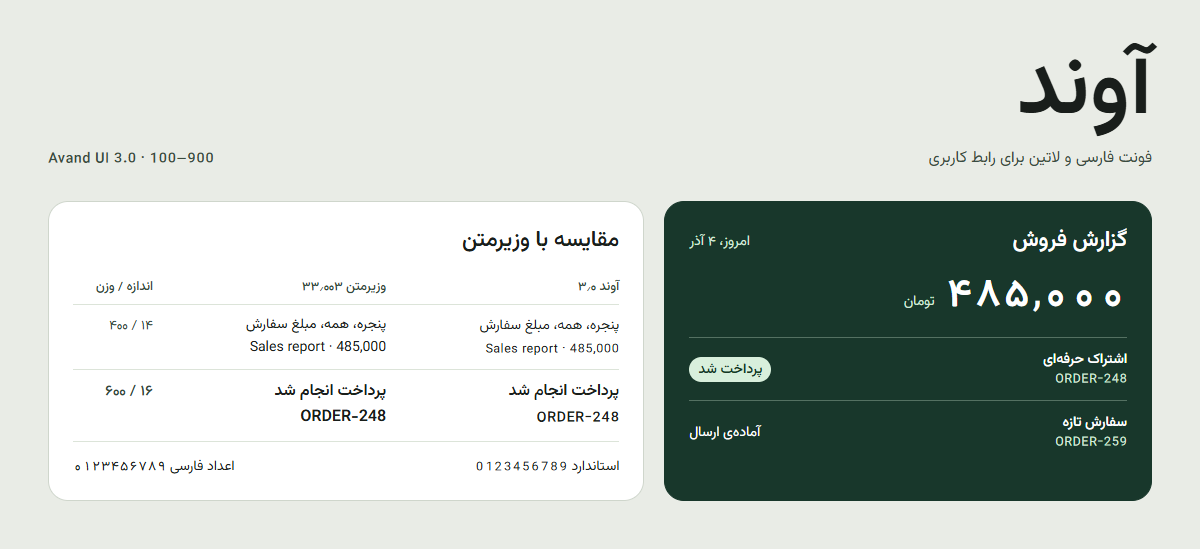 آوند
فونت فارسی و لاتین برای رابط کاربری
Avand UI 3.0 · 100–900
گزارش فروش
امروز، ۴ آذر
۴۸۵,۰۰۰ تومان
اشتراک حرفه‌ای
ORDER-248
پرداخت شد
سفارش تازه
ORDER-259
آماده‌ی ارسال
مقایسه با وزیرمتن
آوند ۳٫۰
وزیرمتن ۳۳٫۰۰۳
اندازه / وزن
پنجره، همه، مبلغ سفارش
Sales report · 485,000
پنجره، همه، مبلغ سفارش
Sales report · 485,000
۱۴ / ۴۰۰
پرداخت انجام شد
ORDER-248
پرداخت انجام شد
ORDER-248
۱۶ / ۶۰۰
استاندارد 0123456789
اعداد فارسی ۰۱۲۳۴۵۶۷۸۹